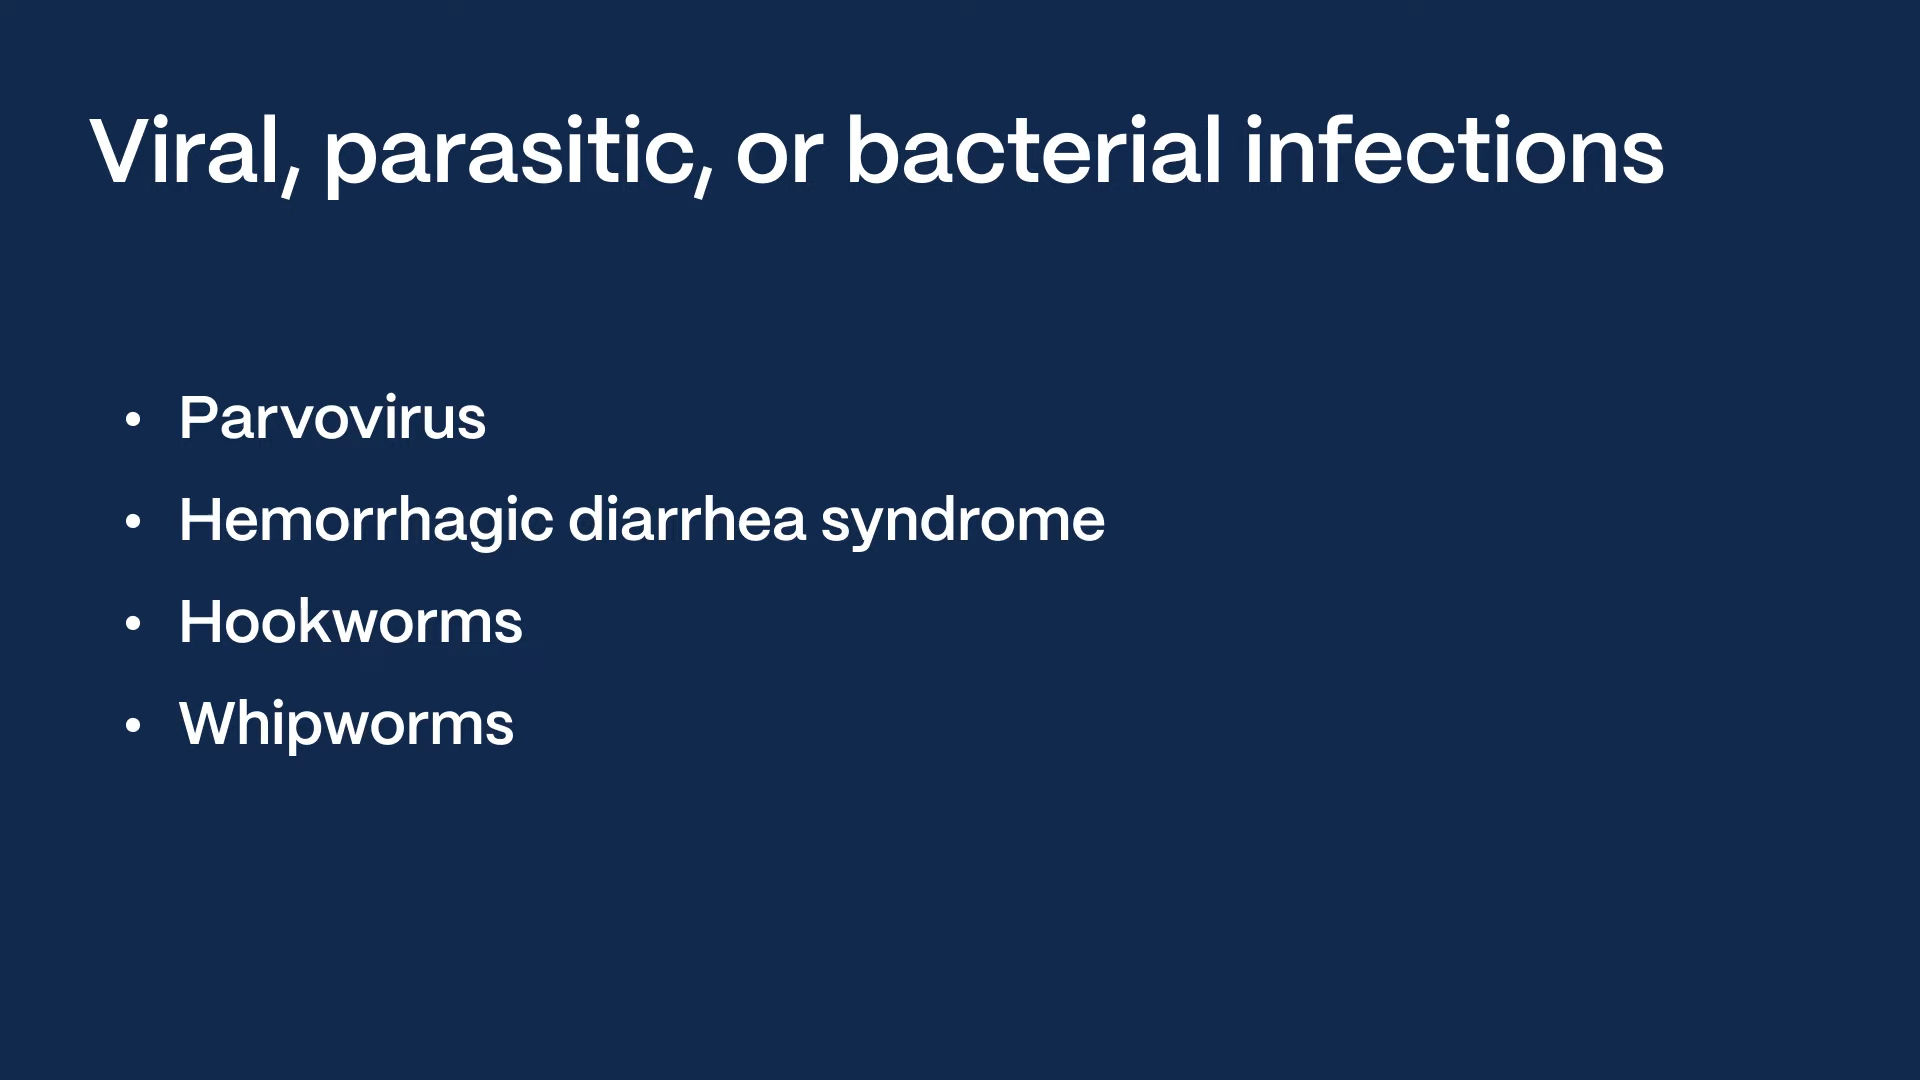 Viral, parasitic, or bacterial infections
• Parvovirus
• Hemorrhagic diarrhea syndrome
• Hookworms
• Whipworms